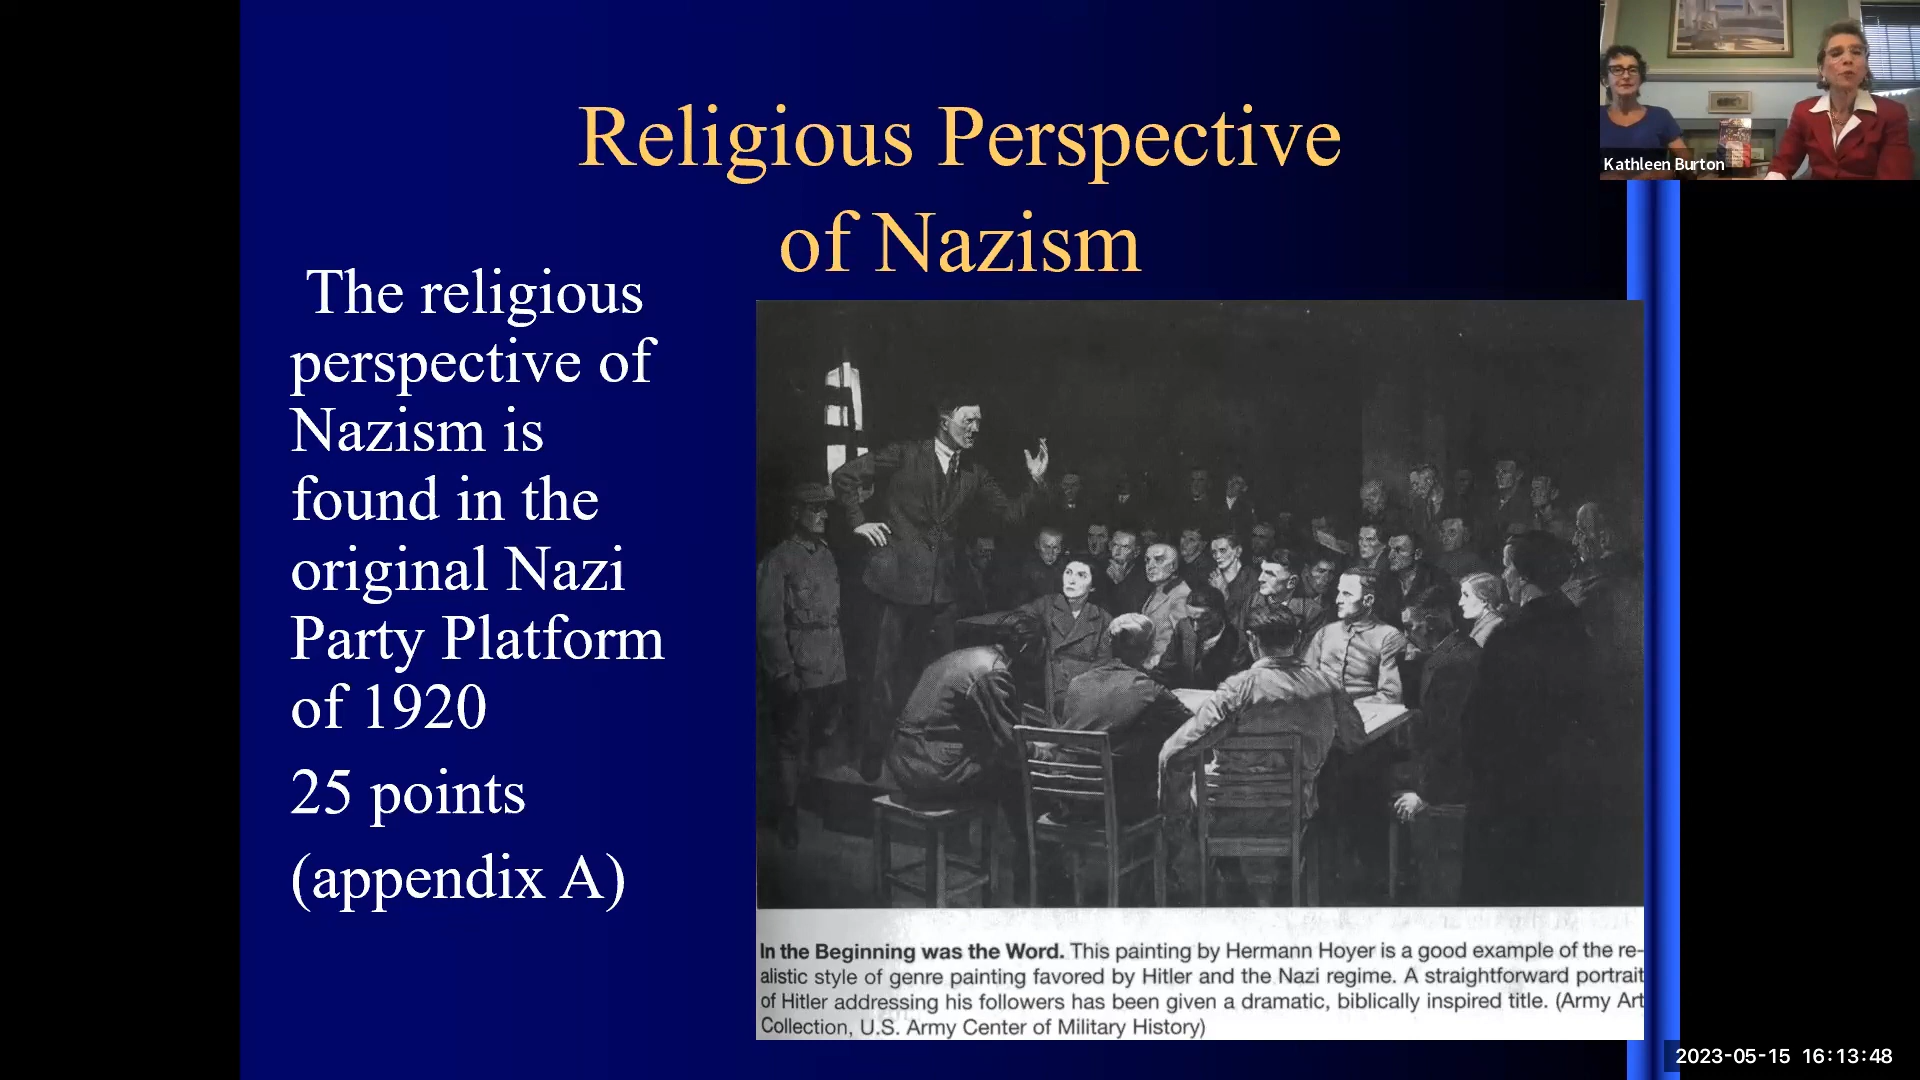 Religious Perspective
of Nazism
The religious
perspective of
Nazism is
found in the
original Nazi
Party Platform
of 1920
25 points
(appendix A)
In the Beginning was the Word. This painting by Hermann Hoyer is a good example of the re-
alistic style of genre painting favored by Hitler and the Nazi regime. A straightforward portrait
of Hitler addressing his followers has been given a dramatic, biblically inspired title. (Army Art
Collection, U.S. Army Center of Military History)
Kathleen Burton
2023-05-15 16:13:48